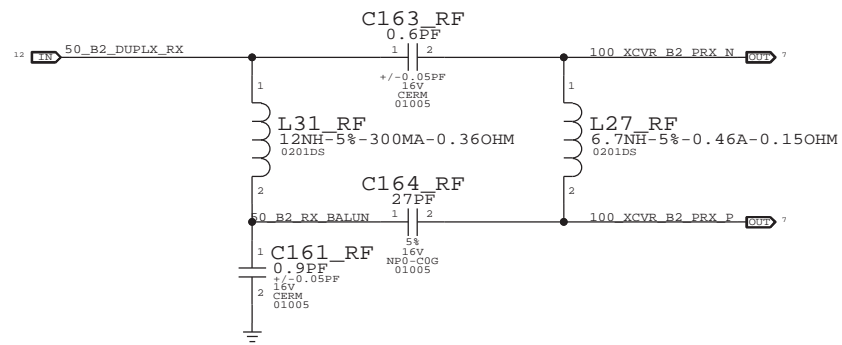 C163_RF
0.6PF
12 IN 50_B2_DUPLX_RX
1 2
100_XCVR_B2_PRX_N OUT 7
+/-0.05PF
16V
CERM
01005
1
L31_RF
12NH-5%-300MA-0.36OHM
0201DS
2
1
L27_RF
6.7NH-5%-0.46A-0.15OHM
0201DS
2
C164_RF
27PF
50_B2_RX_BALUN
1 2
100_XCVR_B2_PRX_P OUT 7
5%
16V
NP0-C0G
01005
1
C161_RF
0.9PF
+/-0.05PF
16V
2
CERM
01005